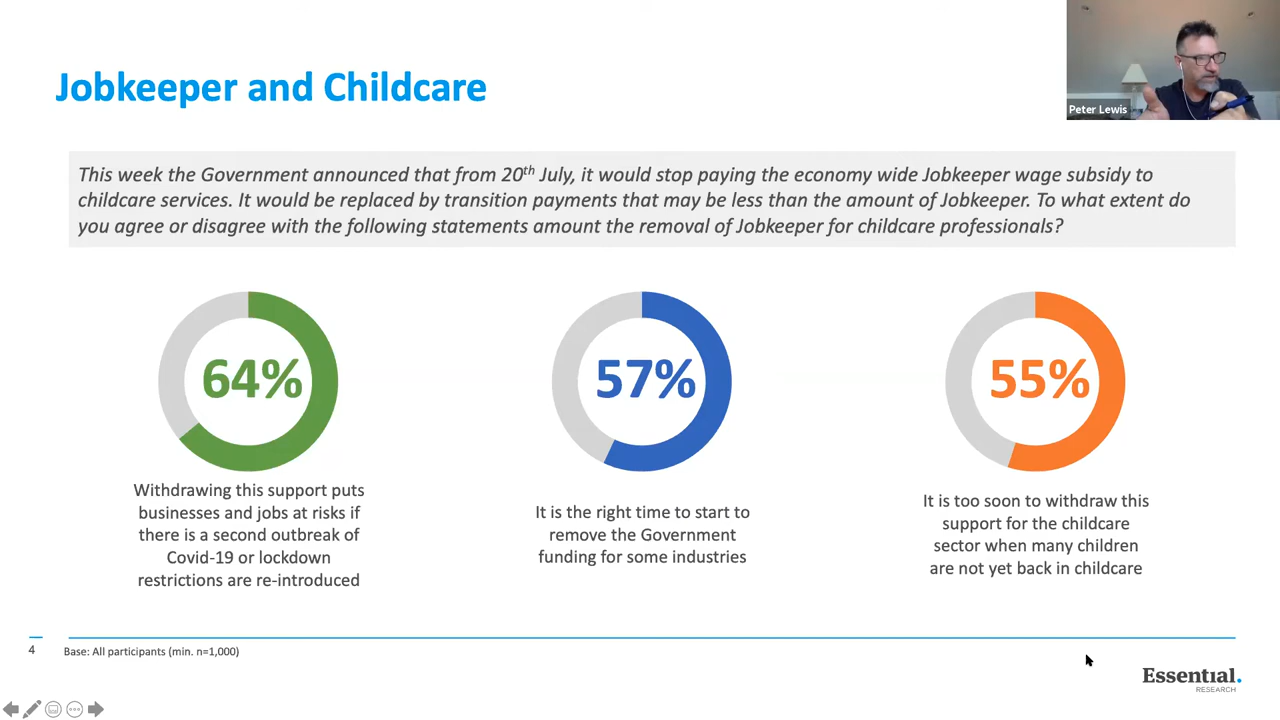 Jobkeeper and Childcare
Peter Lewis
This week the Government announced that from 20th July, it would stop paying the economy wide Jobkeeper wage subsidy to
childcare services. It would be replaced by transition payments that may be less than the amount of Jobkeeper. To what extent do
you agree or disagree with the following statements amount the removal of Jobkeeper for childcare professionals?
64%
Withdrawing this support puts
businesses and jobs at risks if
there is a second outbreak of
Covid-19 or lockdown
restrictions are re-introduced
57%
It is the right time to start to
remove the Government
funding for some industries
55%
It is too soon to withdraw this
support for the childcare
sector when many children
are not yet back in childcare
4
Base: All participants (min. n=1,000)
Essential.
RESEARCH